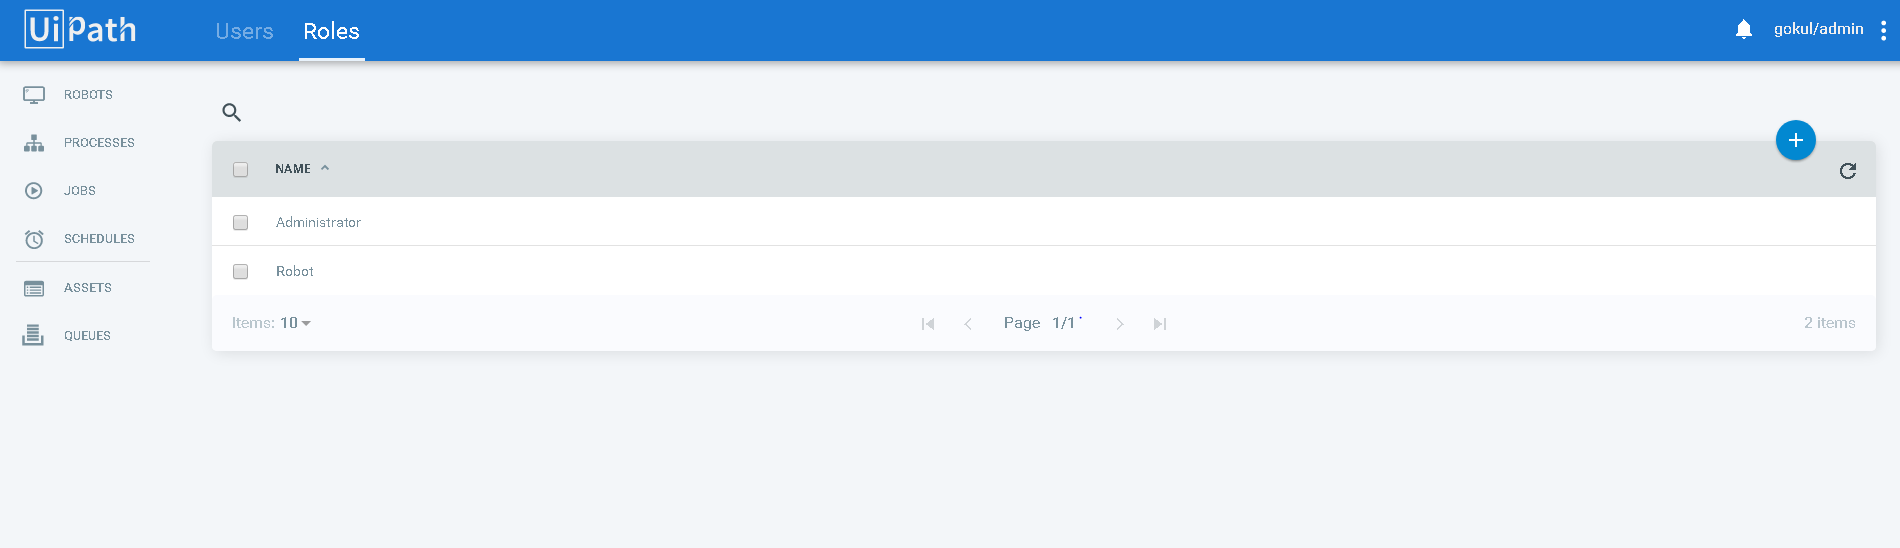 UiPath
Users Roles
gokul/admin
ROBOTS
PROCESSES
JOBS
SCHEDULES
ASSETS
QUEUES
NAME
Administrator
Robot
Items: 10
Page 1/1
2 items